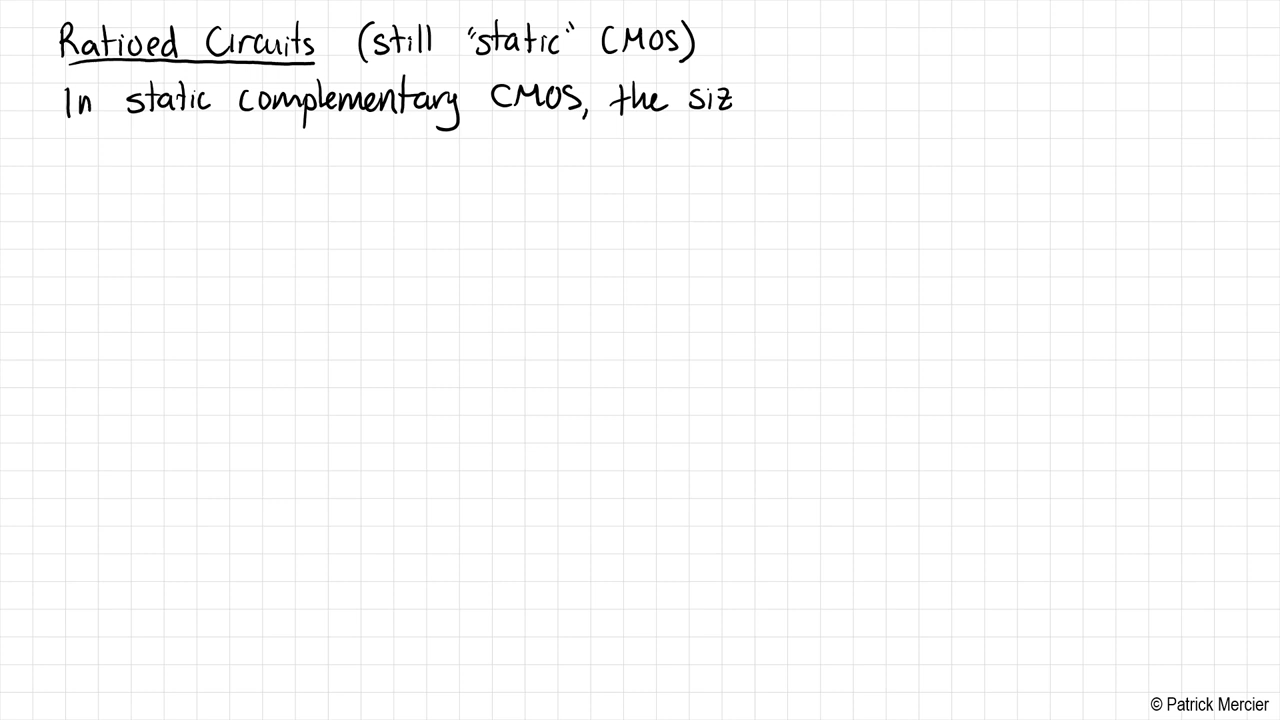 Ratioed Circuits (still "static" CMOS)
In static complementary CMOS, the siz
© Patrick Mercier